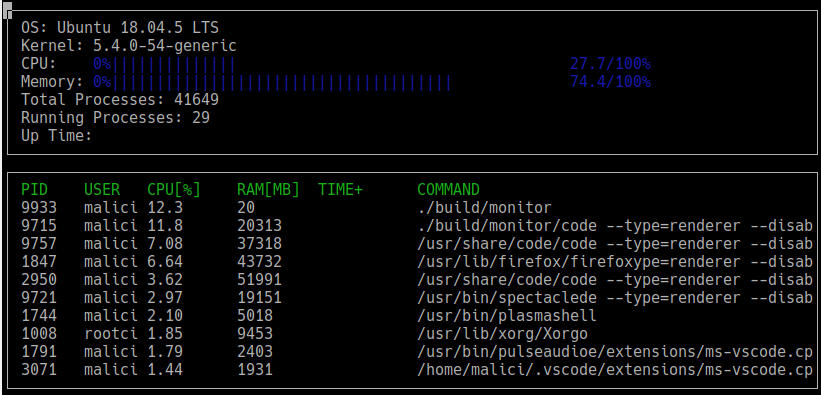 OS: Ubuntu 18.04.5 LTS
Kernel: 5.4.0-54-generic
CPU: 0%|||||||||||||| 27.7/100%
Memory: 0%|||||||||||||||||||||||||||||||||||||| 74.4/100%
Total Processes: 41649
Running Processes: 29
Up Time:
PID USER CPU[%] RAM[MB] TIME+ COMMAND
9933 malici 12.3 20 ./build/monitor
9715 malici 11.8 20313 ./build/monitor/code --type=renderer --disab
9757 malici 7.08 37318 /usr/share/code/code --type=renderer --disab
1847 malici 6.64 43732 /usr/lib/firefox/firefoxype=renderer --disab
2950 malici 3.62 51991 /usr/share/code/code --type=renderer --disab
9721 malici 2.97 19151 /usr/bin/spectaclede --type=renderer --disab
1744 malici 2.10 5018 /usr/bin/plasmashell
1008 rootci 1.85 9453 /usr/lib/xorg/Xorgo
1791 malici 1.79 2403 /usr/bin/pulseaudioe/extensions/ms-vscode.cp
3071 malici 1.44 1931 /home/malici/.vscode/extensions/ms-vscode.cp